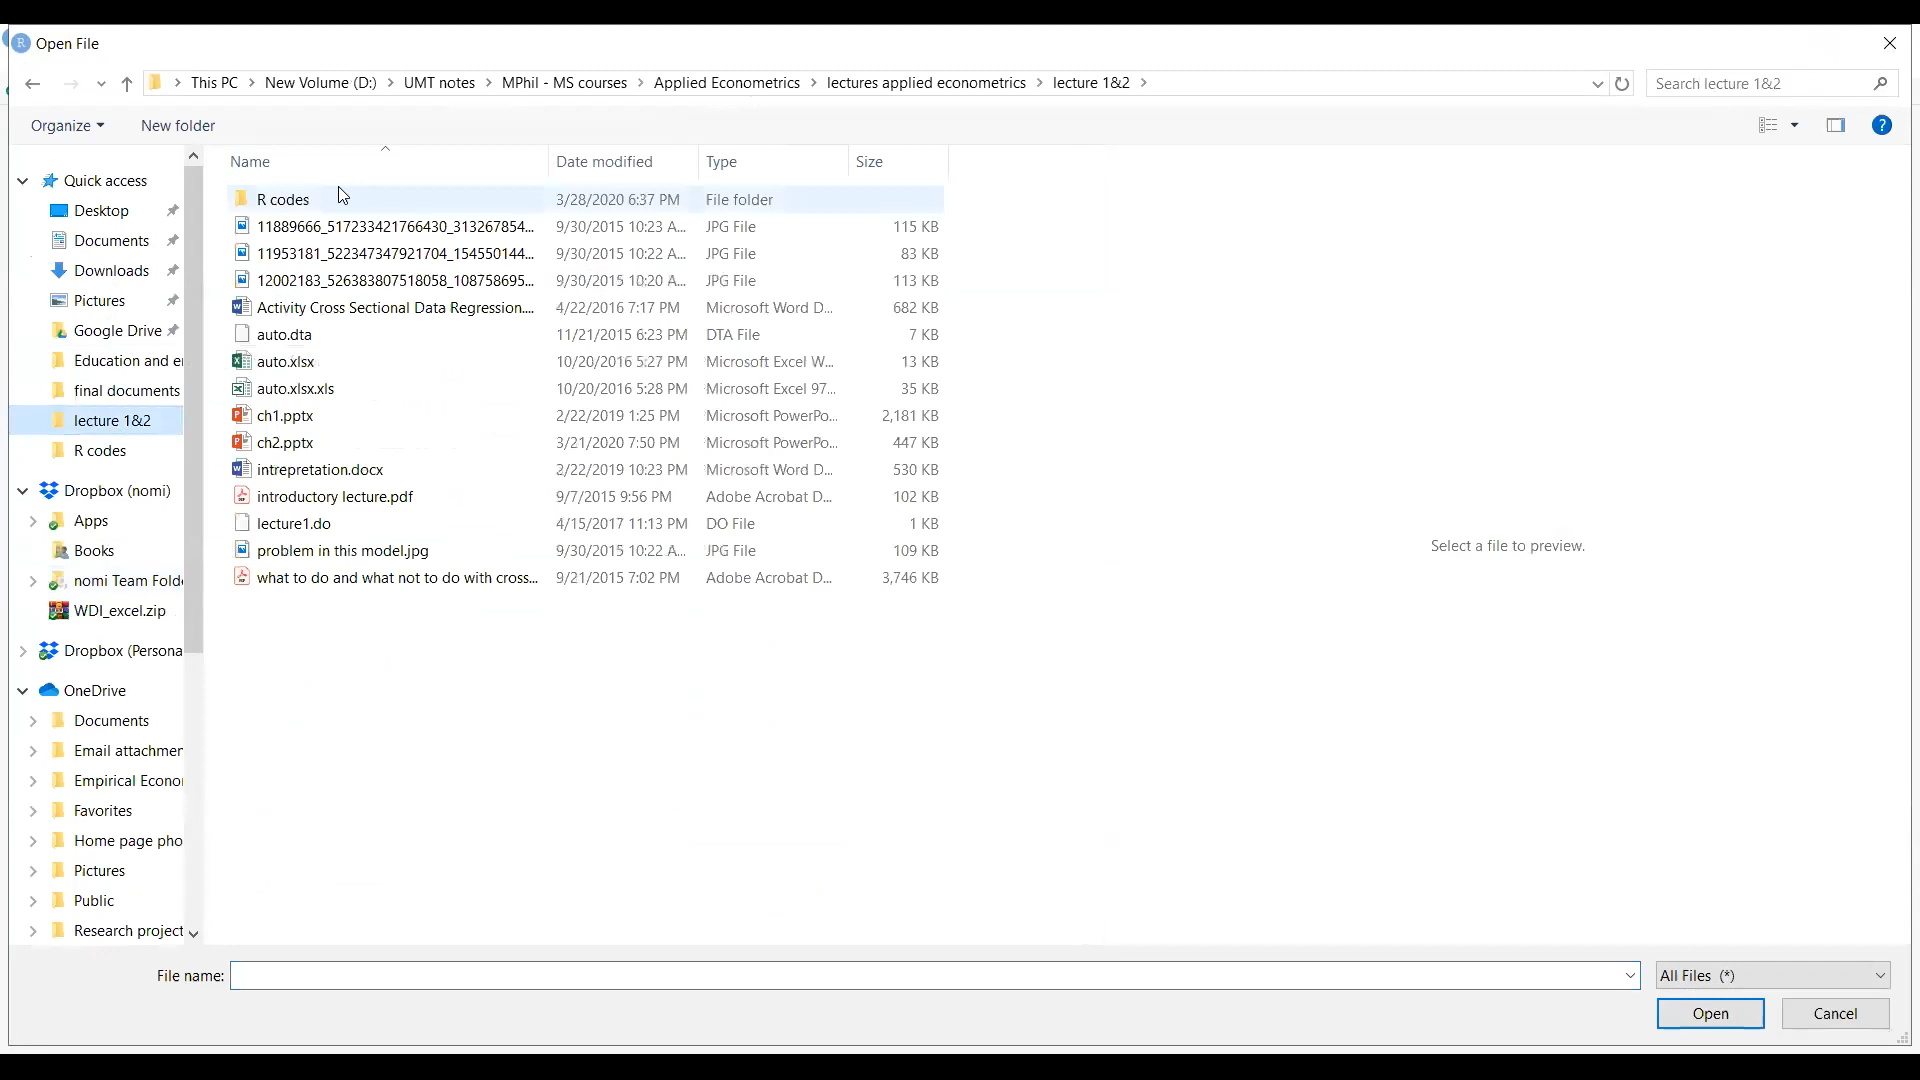 R Open File
This PC > New Volume (D:) > UMT notes > MPhil - MS courses > Applied Econometrics > lectures applied econometrics > lecture 1&2 >
Search lecture 1&2
Organize
New folder
?
Name Date modified Type Size
Quick access
Desktop
Documents
Downloads
Pictures
Google Drive
Education and e
final documents
lecture 1&2
R codes
Dropbox (nomi)
Apps
Books
nomi Team Folde
WDI_excel.zip
Dropbox (Persona
OneDrive
Documents
Email attachmen
Empirical Econo
Favorites
Home page pho
Pictures
Public
Research project
R codes 3/28/2020 6:37 PM File folder
11889666_517233421766430_313267854... 9/30/2015 10:23 A... JPG File 115 KB
11953181_522347347921704_154550144... 9/30/2015 10:22 A... JPG File 83 KB
12002183_526383807518058_108758695... 9/30/2015 10:20 A... JPG File 113 KB
Activity Cross Sectional Data Regression.... 4/22/2016 7:17 PM Microsoft Word D... 682 KB
auto.dta 11/21/2015 6:23 PM DTA File 7 KB
auto.xlsx 10/20/2016 5:27 PM Microsoft Excel W... 13 KB
auto.xlsx.xls 10/20/2016 5:28 PM Microsoft Excel 97... 35 KB
ch1.pptx 2/22/2019 1:25 PM Microsoft PowerPo... 2,181 KB
ch2.pptx 3/21/2020 7:50 PM Microsoft PowerPo... 447 KB
intrepretation.docx 2/22/2019 10:23 PM Microsoft Word D... 530 KB
introductory lecture.pdf 9/7/2015 9:56 PM Adobe Acrobat D... 102 KB
lecture1.do 4/15/2017 11:13 PM DO File 1 KB
problem in this model.jpg 9/30/2015 10:22 A... JPG File 109 KB
what to do and what not to do with cross... 9/21/2015 7:02 PM Adobe Acrobat D... 3,746 KB
Select a file to preview.
File name:
All Files (*)
Open
Cancel